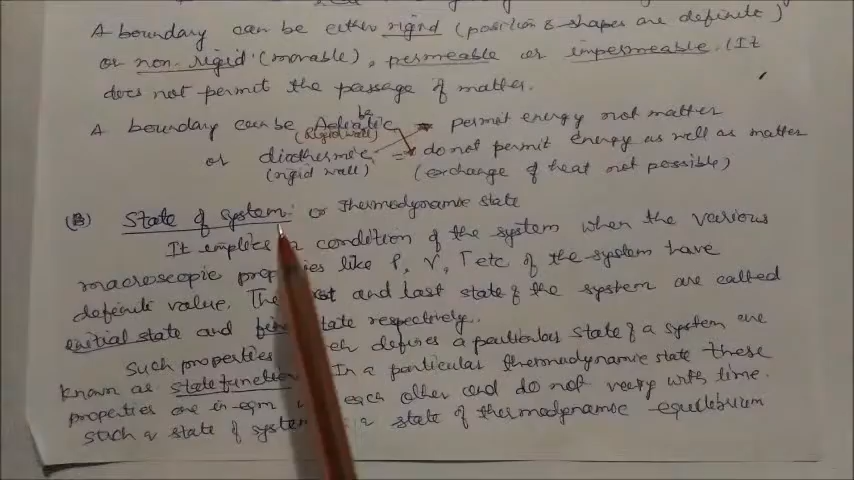 A boundary can be either rigid (position & shapes are definite)
or non-rigid (movable), permeable or impermeable. (It
does not permit the passage of matter.
A boundary can be Adiabatic permit energy not matter
(Rigid wall)
or diathermic = do not permit energy as well as matter
(rigid wall) (exchange of heat not possible)
(B) State of system: or Thermodynamic state
It implies condition of the system when the various
macroscopic properties like P, V, T etc of the system have
definite value. The and last state of the system are called
initial state and state respectively.
Such properties defines a particular state of a system are
known as state function In a particular thermodynamic state these
properties are in eqm each other and do not vary with time.
Such a state of system a state of thermodynamic equilibrium